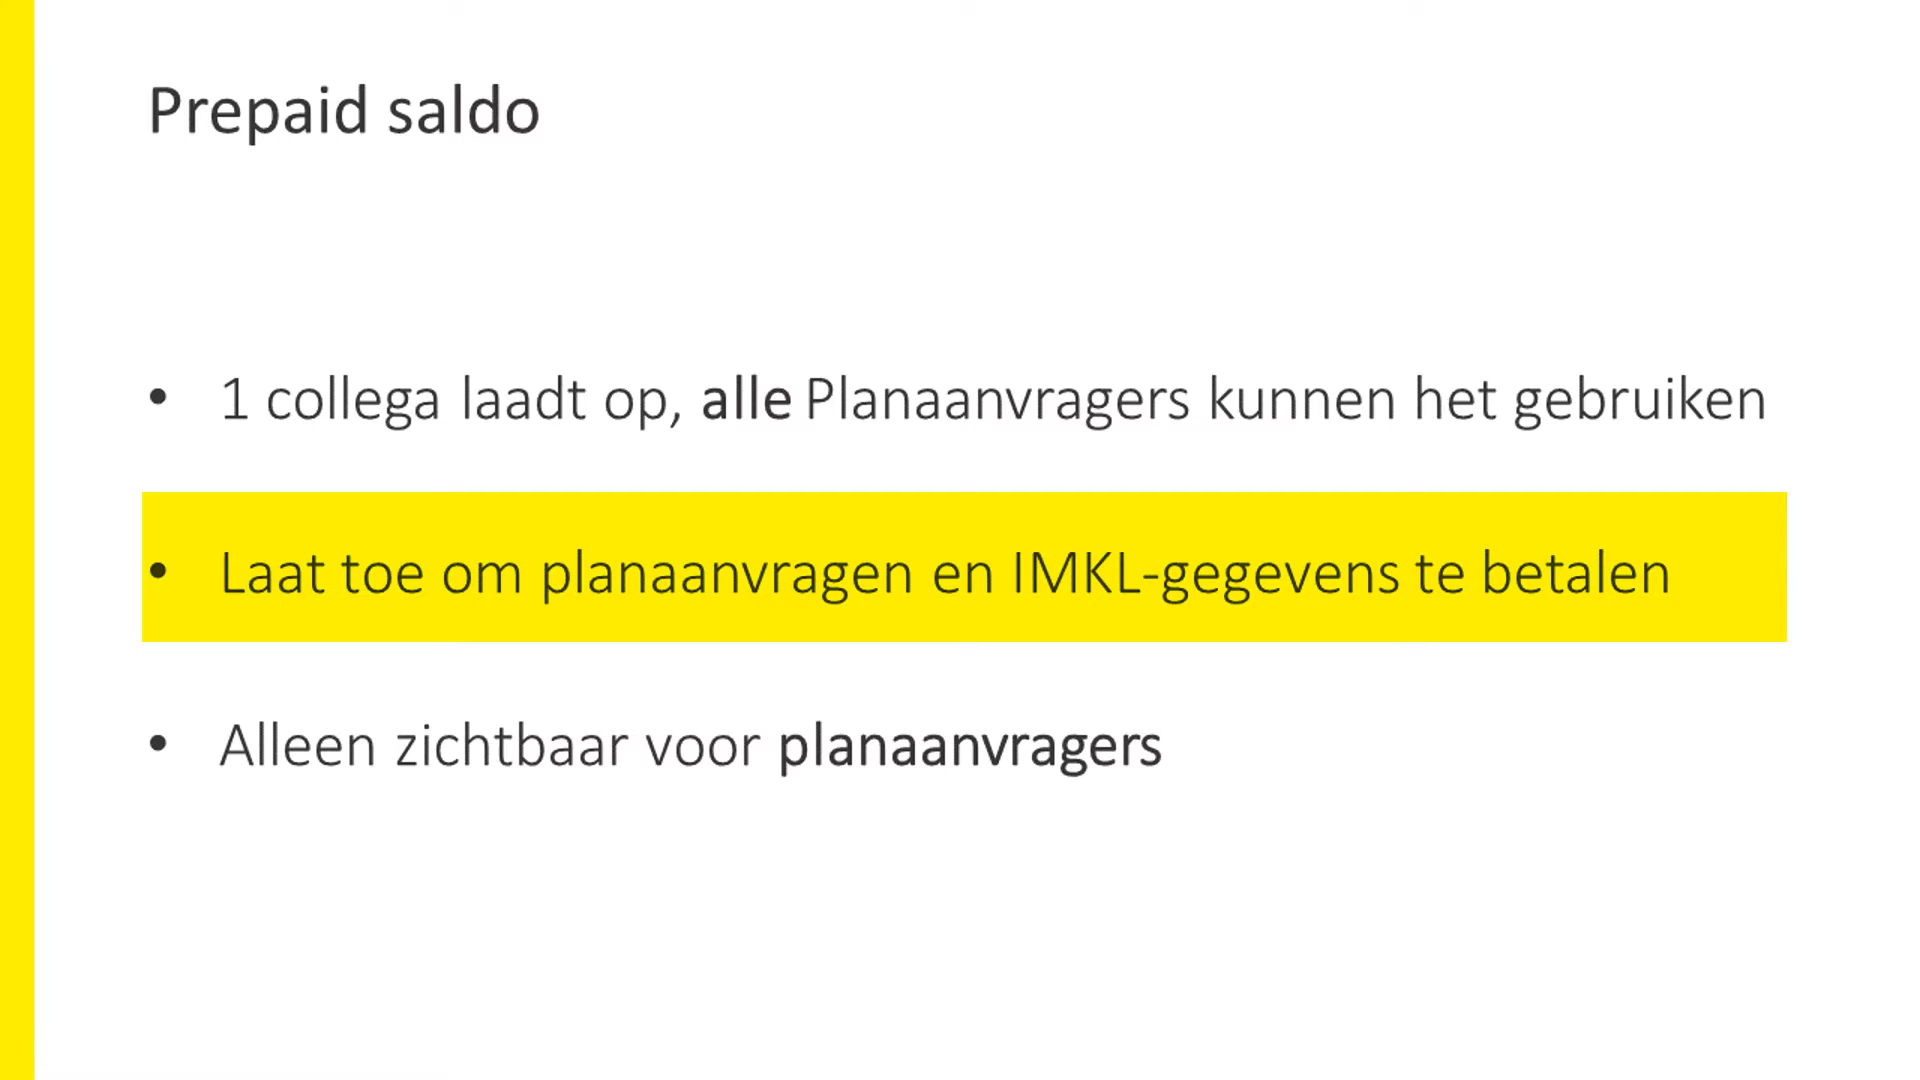 Prepaid saldo
• 1 collega laadt op, alle Planaanvragers kunnen het gebruiken
• Laat toe om planaanvragen en IMKL-gegevens te betalen
• Alleen zichtbaar voor planaanvragers